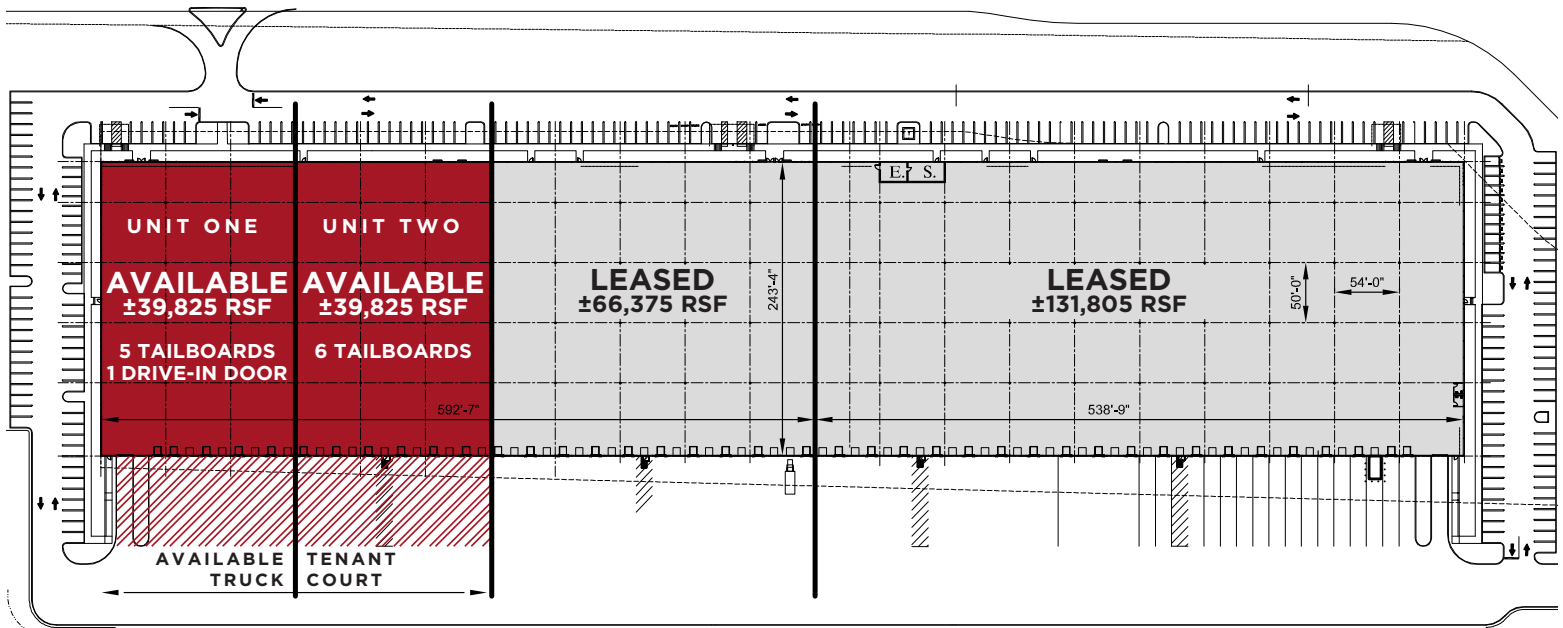 E. S.
UNIT ONE
AVAILABLE
±39,825 RSF
5 TAILBOARDS
1 DRIVE-IN DOOR
UNIT TWO
AVAILABLE
±39,825 RSF
6 TAILBOARDS
LEASED
±66,375 RSF
243'-4"
LEASED
±131,805 RSF
50'-0"
54'-0"
592'-7"
538'-9"
AVAILABLE TENANT
TRUCK COURT